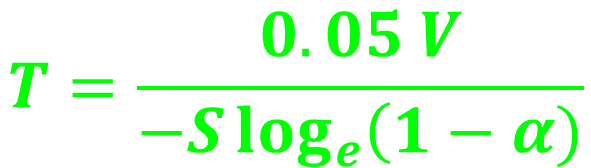 T = 0.05 V / −S logₑ(1 − α)